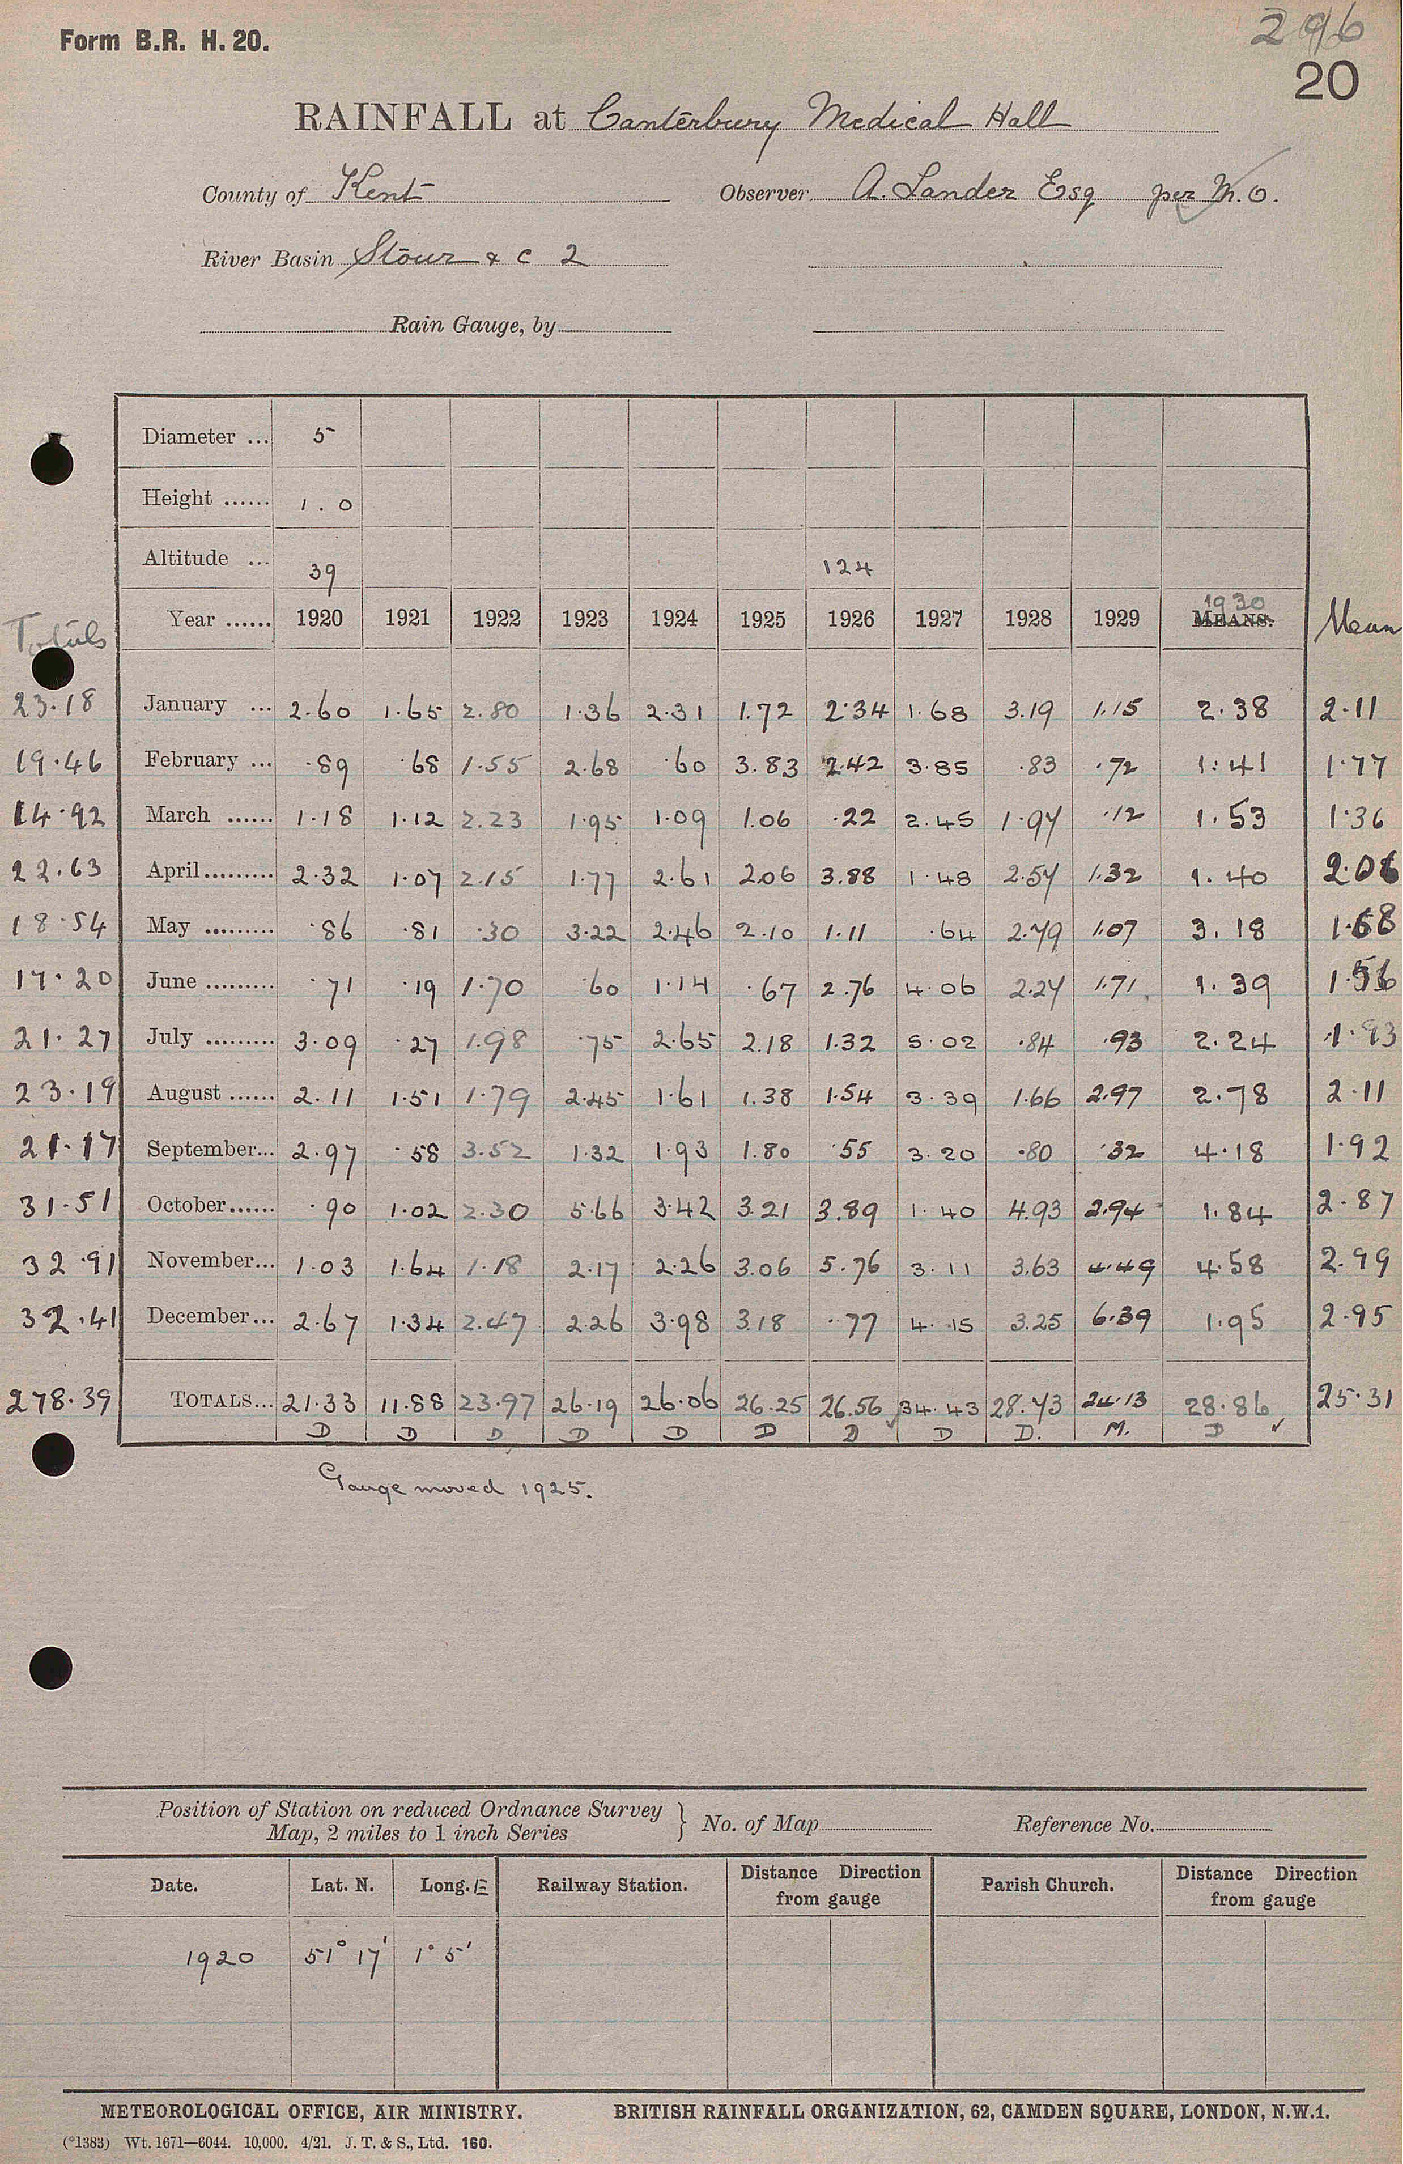 Form B.R. H. 20.
296
20
RAINFALL at Canterbury Medical Hall
County of Kent Observer A. Lander Esq per M.O.
River Basin Stour & C 2
Rain Gauge, by
Diameter ... 5
Height ...... 1.0
Altitude ... 39 124
Totals Year ...... 1920 1921 1922 1923 1924 1925 1926 1927 1928 1929 MEANS. 1930 Mean
23.18 January ... 2.60 1.65 2.80 1.36 2.31 1.72 2.34 1.68 3.19 1.15 2.38 2.11
19.46 February ... .89 .68 1.55 2.68 .60 3.83 2.42 3.85 .83 .72 1.41 1.77
14.92 March ...... 1.18 1.12 2.23 1.95 1.09 1.06 .22 2.45 1.97 .12 1.53 1.36
22.63 April ......... 2.32 1.07 2.15 1.77 2.61 2.06 3.88 1.48 2.57 1.32 1.40 2.06
18.54 May ......... .86 .81 .30 3.22 2.46 2.10 1.11 .64 2.79 1.07 3.18 1.68
17.20 June ......... .71 .19 1.70 .60 1.14 .67 2.76 4.06 2.27 1.71 1.39 1.56
21.27 July ......... 3.09 .27 1.98 .75 2.65 2.18 1.32 5.02 .84 .93 2.24 1.93
23.19 August ...... 2.11 1.51 1.79 2.45 1.61 1.38 1.54 3.39 1.66 2.97 2.78 2.11
21.17 September... 2.97 .58 3.52 1.32 1.93 1.80 .55 3.20 .80 .32 4.18 1.92
31.51 October...... .90 1.02 2.30 5.66 3.42 3.21 3.89 1.40 4.93 2.94 1.84 2.87
32.91 November... 1.03 1.64 1.18 2.17 2.26 3.06 5.76 3.11 3.63 4.49 4.58 2.99
32.41 December... 2.67 1.34 2.47 2.26 3.98 3.18 .77 4.15 3.25 6.39 1.95 2.95
278.39 TOTALS... 21.33 11.88 23.97 26.19 26.06 26.25 26.56 34.43 28.73 24.13 28.86 25.31
D D D D D D D D D. M. D
Gauge moved 1925.
Position of Station on reduced Ordnance Survey
Map, 2 miles to 1 inch Series } No. of Map Reference No.
Date. Lat. N. Long. E Railway Station. Distance Direction from gauge Parish Church. Distance Direction from gauge
1920 51° 17' 1° 5'
METEOROLOGICAL OFFICE, AIR MINISTRY. BRITISH RAINFALL ORGANIZATION, 62, CAMDEN SQUARE, LONDON, N.W.1.
(*1383) Wt. 1671—6044. 10,000. 4/21. J. T. & S., Ltd. 160.